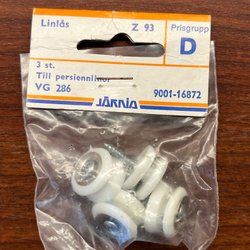 Linlås
Z 93
Prisgrupp
D
3 st.
Till persiennlinor
VG 286
9001-16872
JÄRNIA